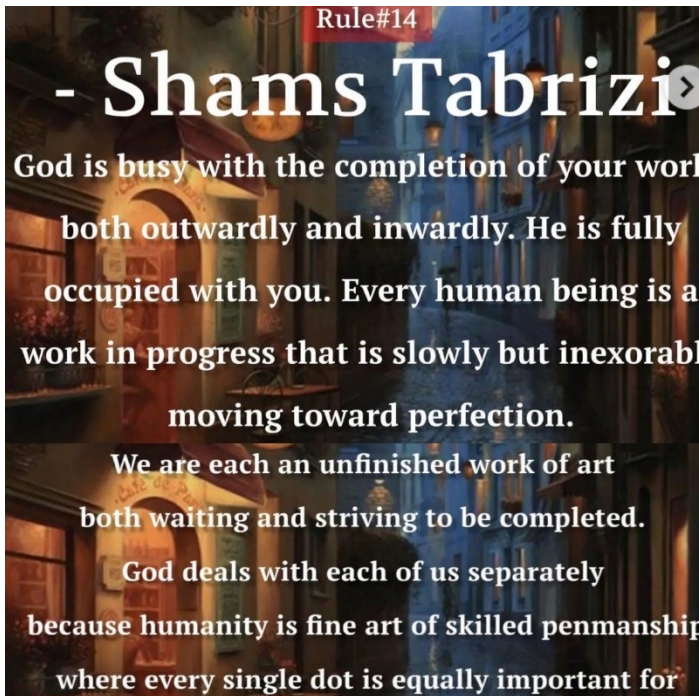 Rule#14
- Shams Tabrizi
God is busy with the completion of your work
both outwardly and inwardly. He is fully
occupied with you. Every human being is a
work in progress that is slowly but inexorabl
moving toward perfection.
We are each an unfinished work of art
both waiting and striving to be completed.
God deals with each of us separately
because humanity is fine art of skilled penmanship
where every single dot is equally important for